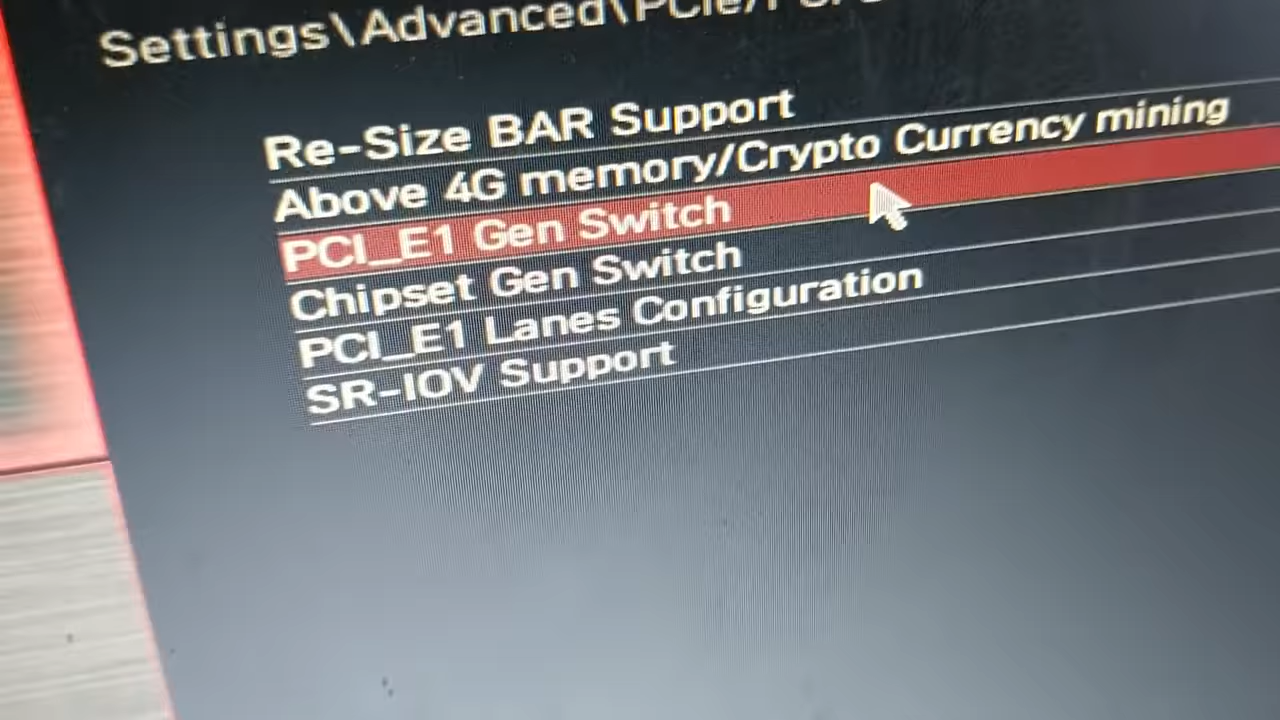 Settings\Advanced\PCIe/
Re-Size BAR Support
Above 4G memory/Crypto Currency mining
PCI_E1 Gen Switch
Chipset Gen Switch
PCI_E1 Lanes Configuration
SR-IOV Support